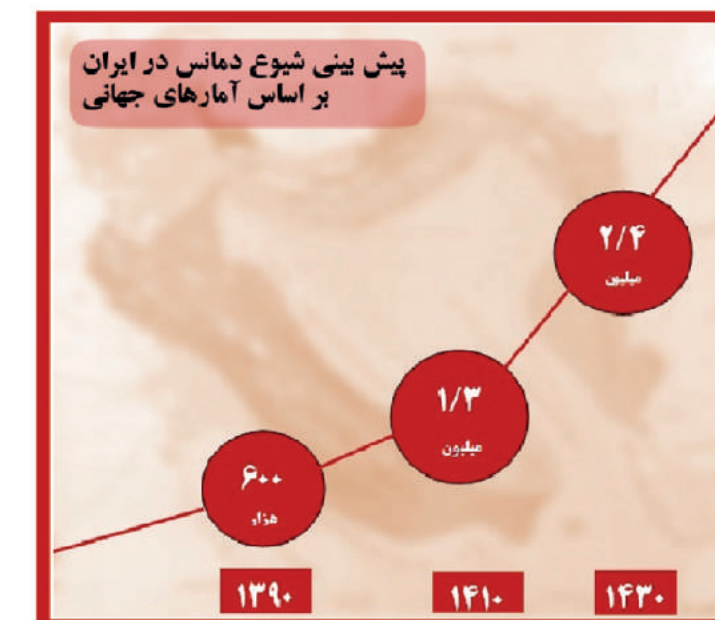 پیش بینی شیوع دمانس در ایران
بر اساس آمارهای جهانی
۲/۴
میلیون
۱/۳
میلیون
۶۰۰
هزار
۱۳۹۰
۱۴۱۰
۱۴۳۰